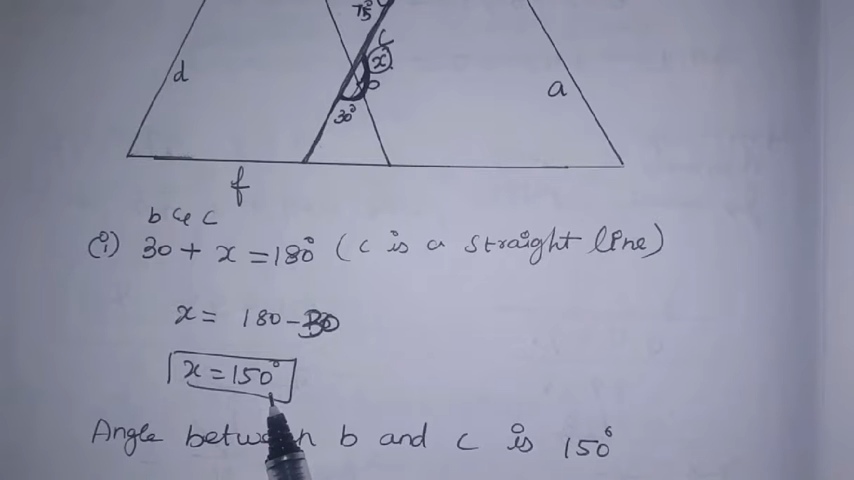 75°
c
d
x
a
b
30°
f
b & c
(i) 30 + x = 180° (c is a straight line)
x = 180 - 30
x = 150°
Angle between b and c is 150°